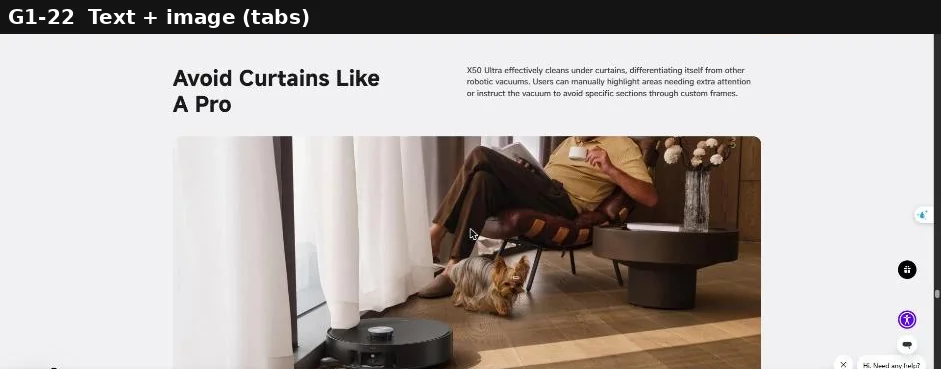 G1-22 Text + image (tabs)
Avoid Curtains Like
A Pro
X50 Ultra effectively cleans under curtains, differentiating itself from other
robotic vacuums. Users can manually highlight areas needing extra attention
or instruct the vacuum to avoid specific sections through custom frames.
Hi. Need any help?